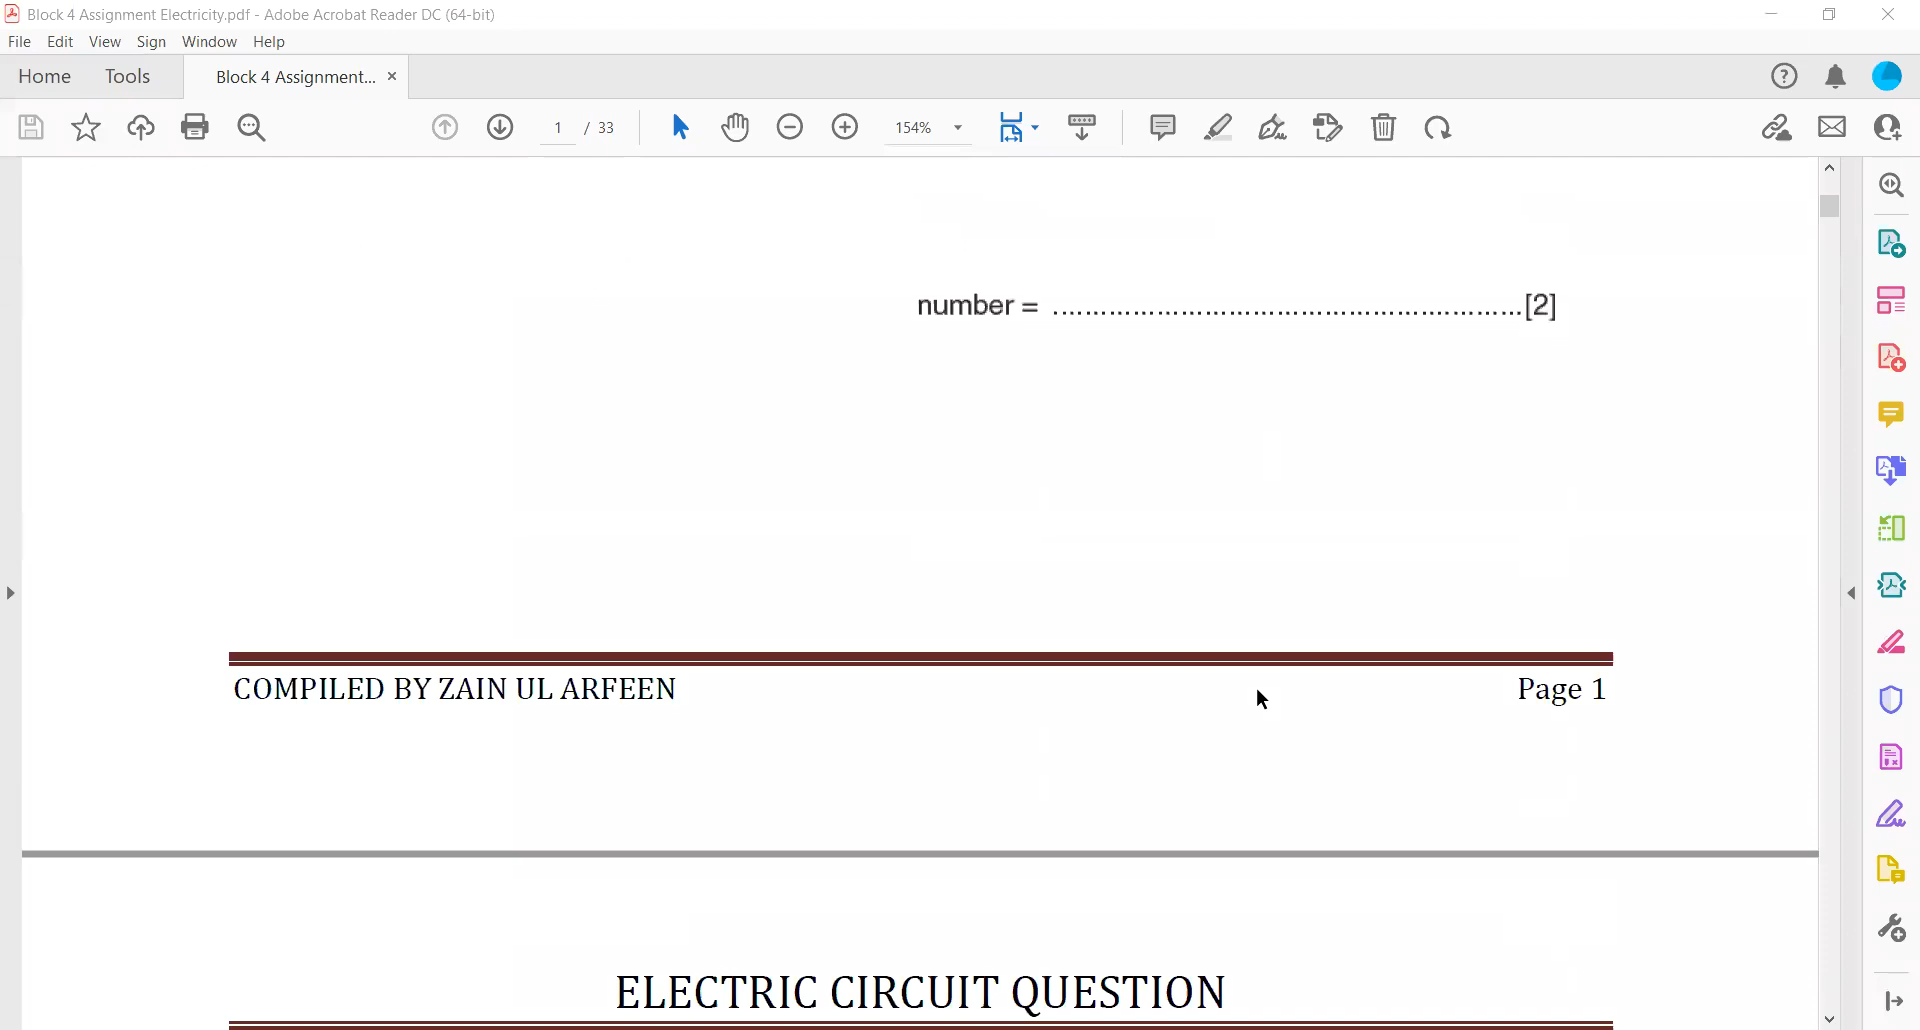 Block 4 Assignment Electricity.pdf - Adobe Acrobat Reader DC (64-bit)
File Edit View Sign Window Help
Home Tools Block 4 Assignment... ×
1 / 33 154%
number = ............................................................[2]
COMPILED BY ZAIN UL ARFEEN Page 1
ELECTRIC CIRCUIT QUESTION